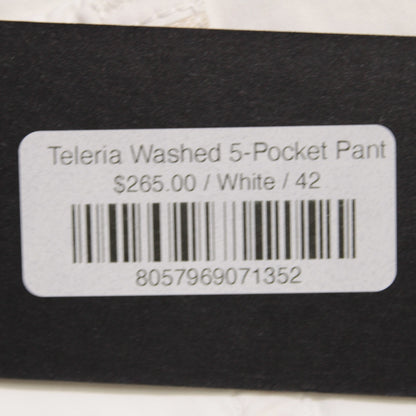 Teleria Washed 5-Pocket Pant
$265.00 / White / 42
8057969071352